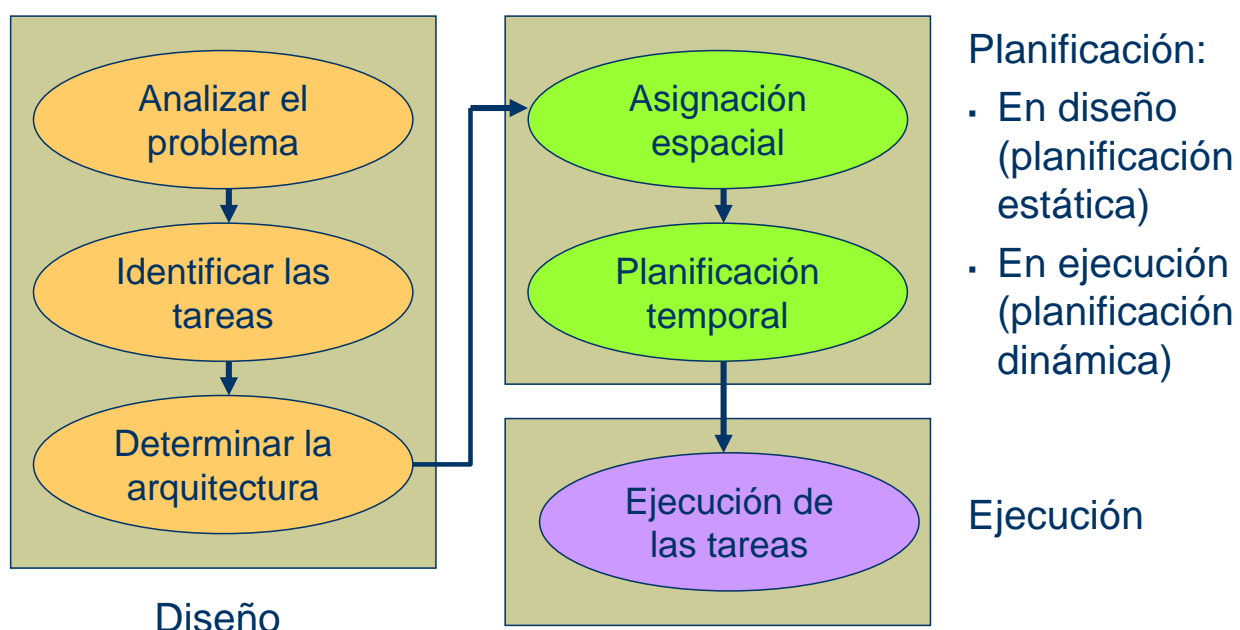 Analizar el
problema
Identificar las
tareas
Determinar la
arquitectura
Diseño
Asignación
espacial
Planificación
temporal
Ejecución de
las tareas
Planificación:
▪ En diseño
(planificación
estática)
▪ En ejecución
(planificación
dinámica)
Ejecución